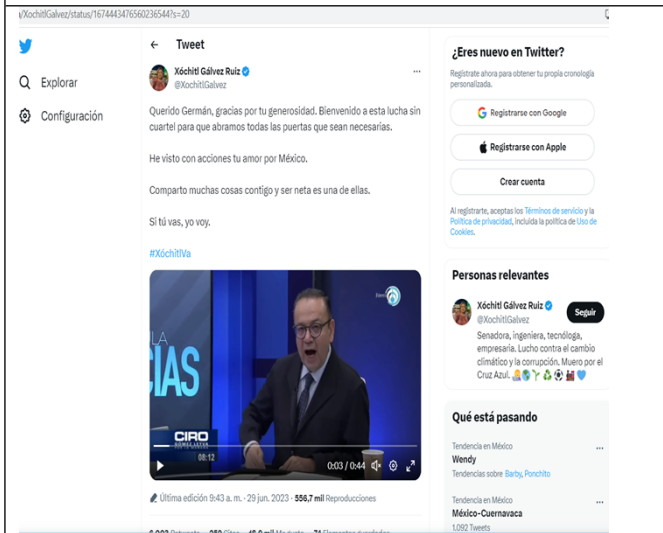 /XochitlGalvez/status/1674443476560236544?s=20
Tweet
Xóchitl Gálvez Ruiz
@XochitlGalvez
Querido Germán, gracias por tu generosidad. Bienvenido a esta lucha sin
cuartel para que abramos todas las puertas que sean necesarias.
He visto con acciones tu amor por México.
Comparto muchas cosas contigo y ser neta es una de ellas.
Si tú vas, yo voy.
#XóchitlVa
LA
IAS
CIRO
08:12
0:03 / 0:44
Última edición 9:43 a. m. · 29 jun. 2023 · 556,7 mil Reproducciones
Explorar
Configuración
¿Eres nuevo en Twitter?
Regístrate ahora para obtener tu propia cronología
personalizada.
Registrarse con Google
Registrarse con Apple
Crear cuenta
Al registrarte, aceptas los Términos de servicio y la
Política de privacidad, incluida la política de Uso de
Cookies.
Personas relevantes
Xóchitl Gálvez Ruiz
@XochitlGalvez
Seguir
Senadora, ingeniera, tecnóloga,
empresaria. Lucho contra el cambio
climático y la corrupción. Muero por el
Cruz Azul.
Qué está pasando
Tendencia en México
Wendy
Tendencias sobre Barby, Ponchito
Tendencia en México
México-Cuernavaca
1.092 Tweets